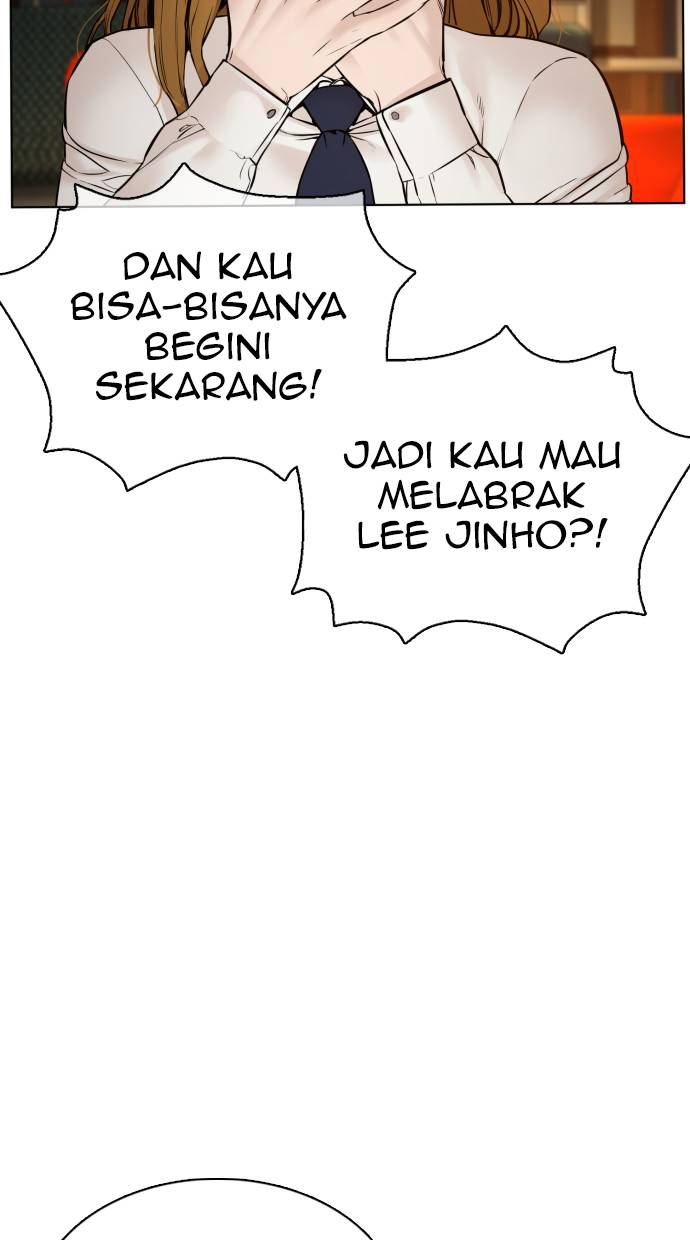 DAN KAU
BISA-BISANYA
BEGINI
SEKARANG!
JADI KAU MAU
MELABRAK
LEE JINHO?!